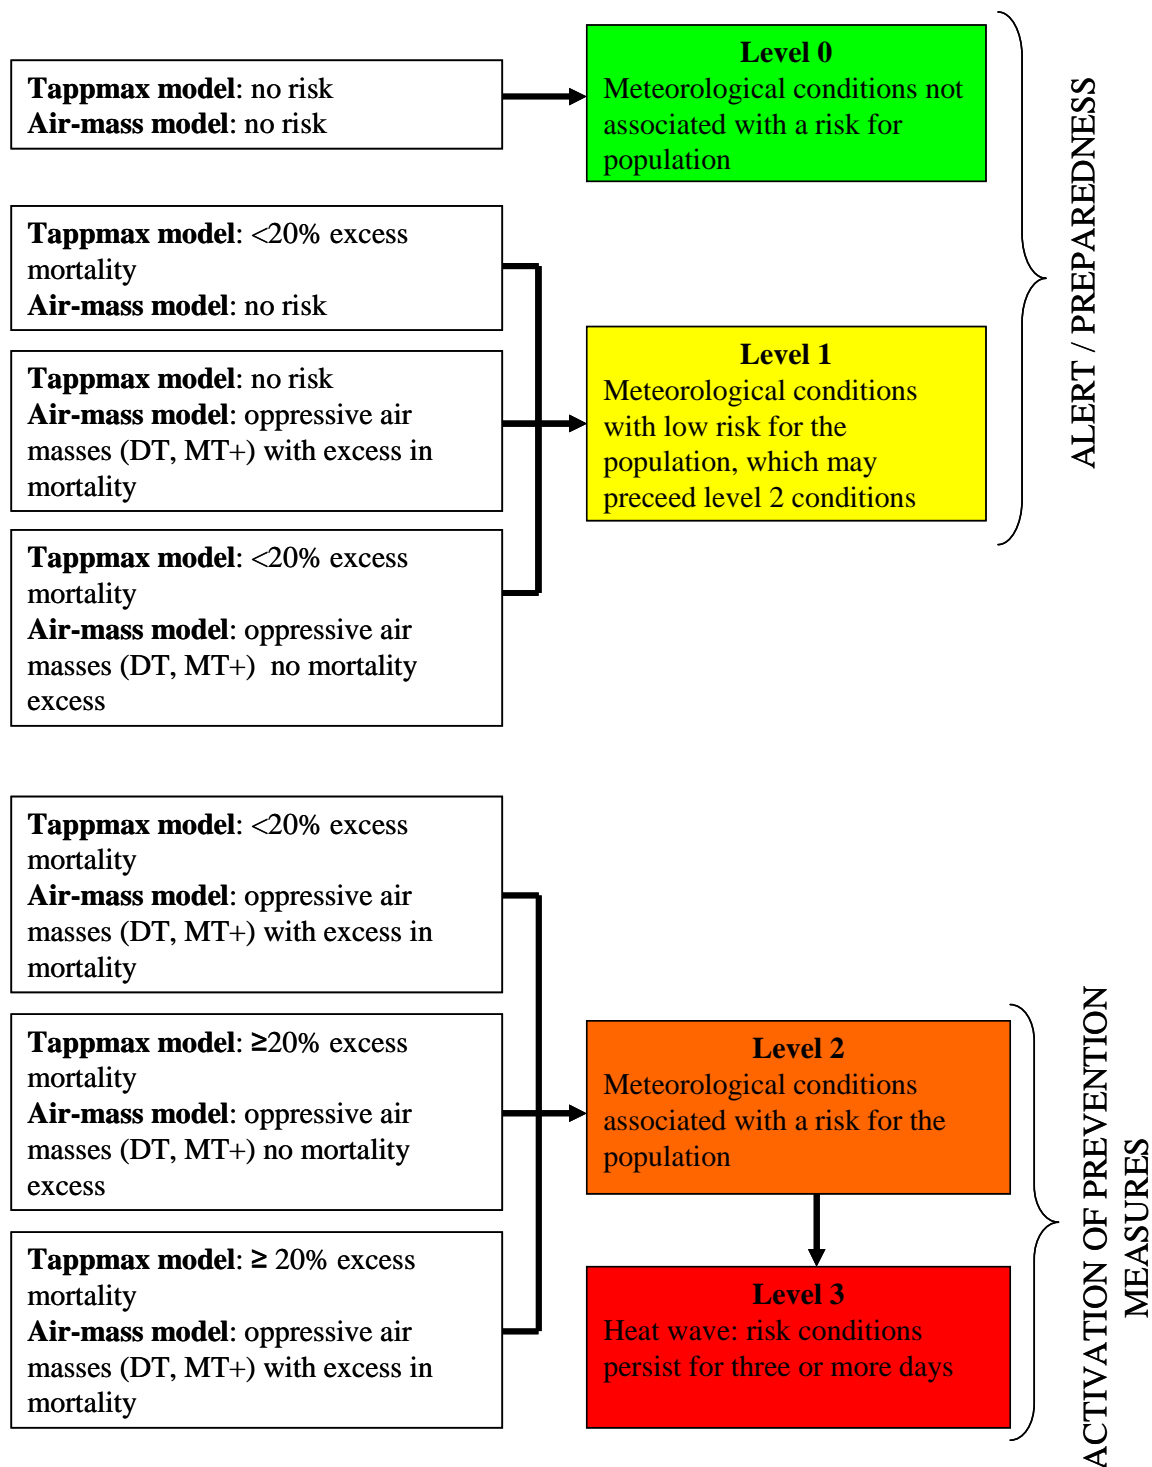 Tappmax model: no risk
Air-mass model: no risk
Level 0
Meteorological conditions not
associated with a risk for
population
Tappmax model: <20% excess
mortality
Air-mass model: no risk
Tappmax model: no risk
Air-mass model: oppressive air
masses (DT, MT+) with excess in
mortality
Tappmax model: <20% excess
mortality
Air-mass model: oppressive air
masses (DT, MT+)  no mortality
excess
Level 1
Meteorological conditions
with low risk for the
population, which may
preceed level 2 conditions
ALERT / PREPAREDNESS
Tappmax model: <20% excess
mortality
Air-mass model: oppressive air
masses (DT, MT+) with excess in
mortality
Tappmax model: ≥20% excess
mortality
Air-mass model: oppressive air
masses (DT, MT+) no mortality
excess
Tappmax model: ≥ 20% excess
mortality
Air-mass model: oppressive air
masses (DT, MT+) with excess in
mortality
Level 2
Meteorological conditions
associated with a risk for the
population
Level 3
Heat wave: risk conditions
persist for three or more days
ACTIVATION OF PREVENTION
MEASURES